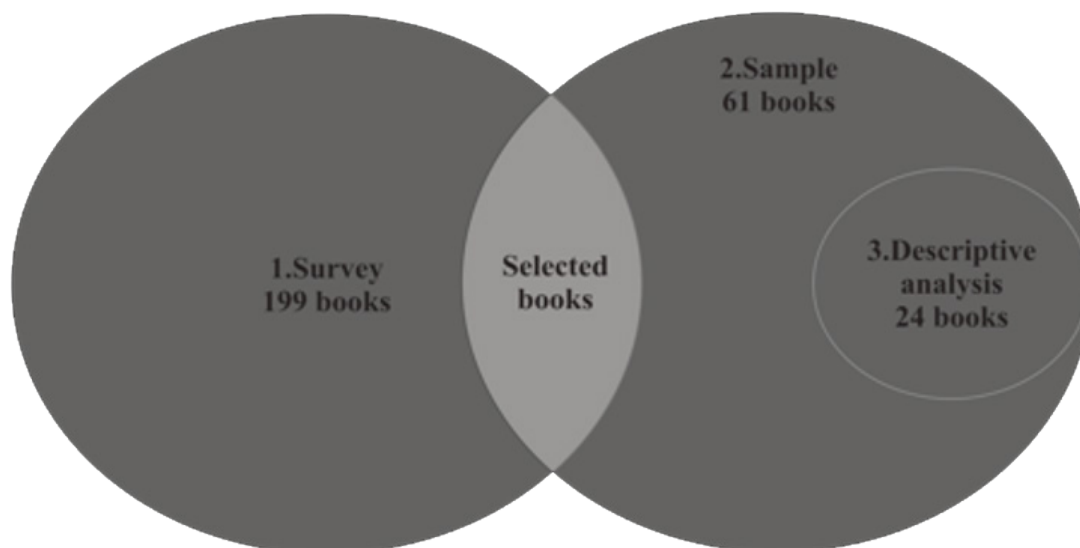 1.Survey
199 books
Selected
books
2.Sample
61 books
3.Descriptive
analysis
24 books